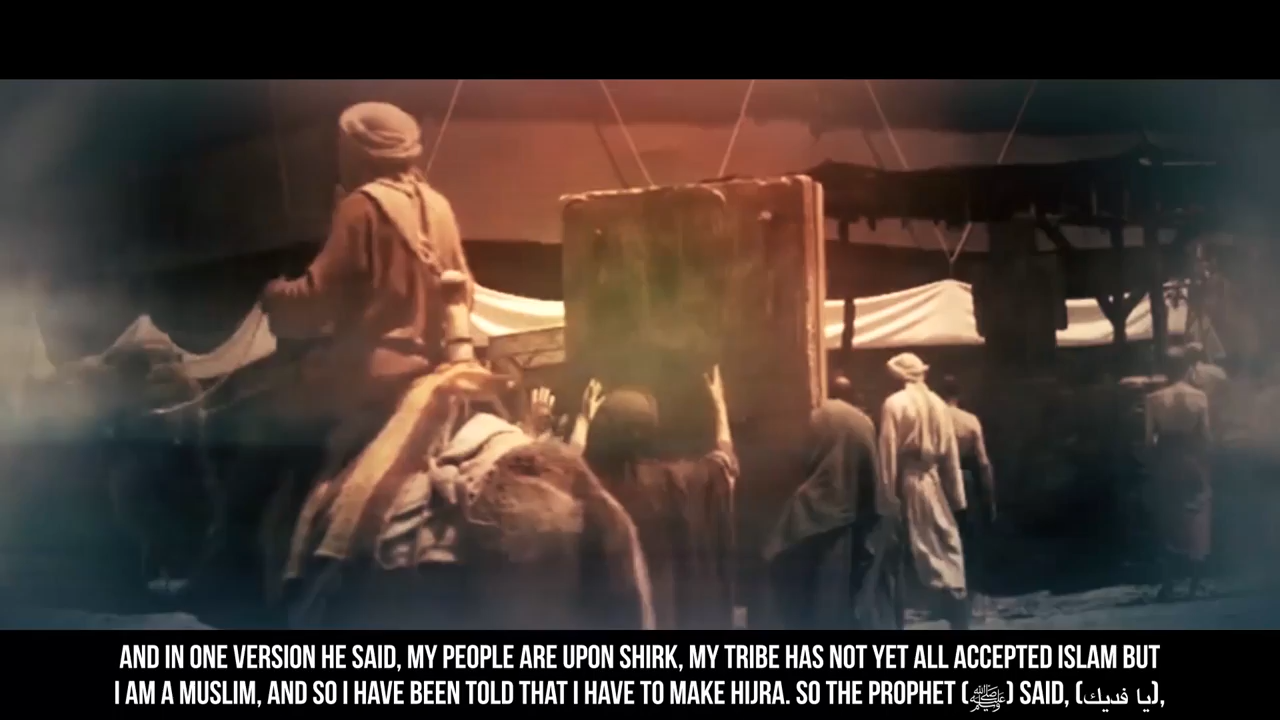 AND IN ONE VERSION HE SAID, MY PEOPLE ARE UPON SHIRK, MY TRIBE HAS NOT YET ALL ACCEPTED ISLAM BUT
I AM A MUSLIM, AND SO I HAVE BEEN TOLD THAT I HAVE TO MAKE HIJRA. SO THE PROPHET (ﷺ) SAID, (يا فديك),